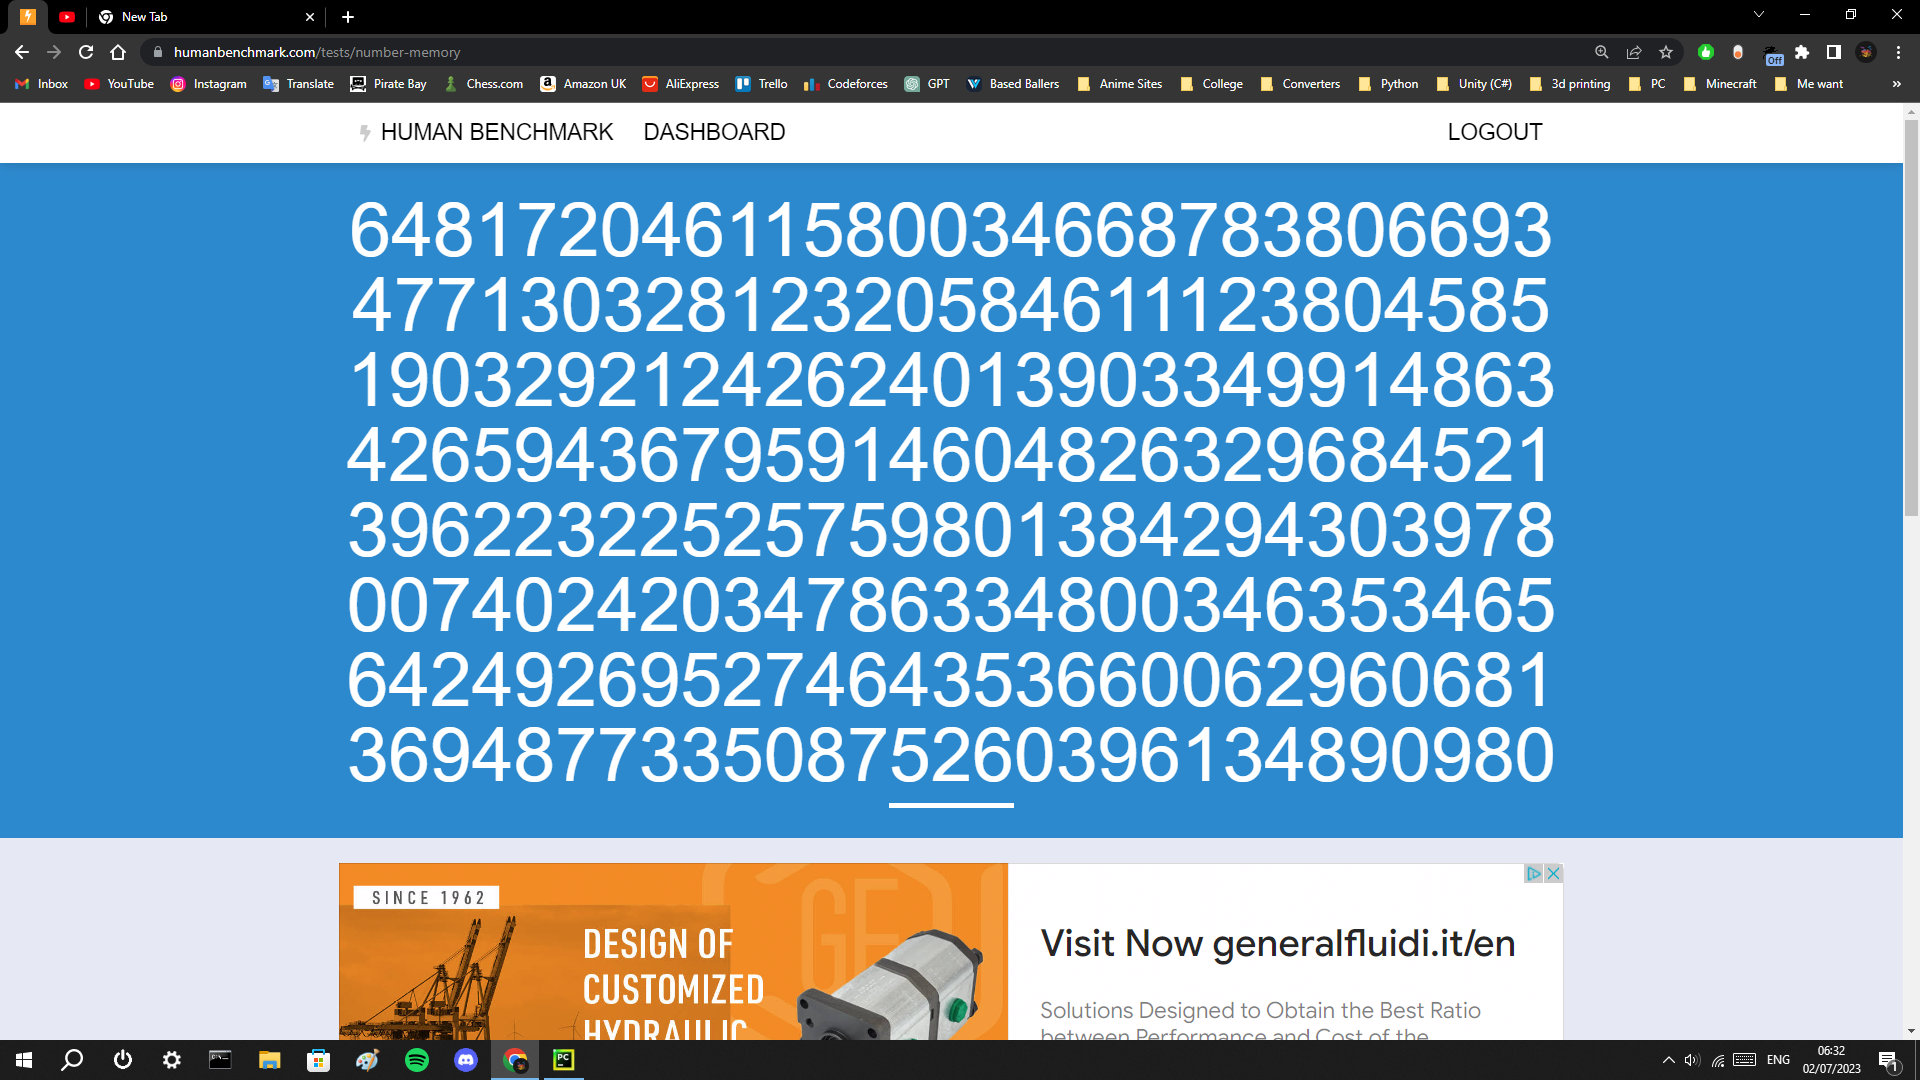 New Tab
humanbenchmark.com/tests/number-memory
Off
Inbox YouTube Instagram Translate Pirate Bay Chess.com Amazon UK AliExpress Trello Codeforces GPT Based Ballers Anime Sites College Converters Python Unity (C#) 3d printing PC Minecraft Me want »
HUMAN BENCHMARK DASHBOARD LOGOUT
64817204611580034668783806693
47713032812320584611123804585
19032921242624013903349914863
42659436795914604826329684521
39622322525759801384294303978
00740242034786334800346353465
64249269527464353660062960681
36948773350875260396134890980
SINCE 1962
DESIGN OF
CUSTOMIZED
HYDRAULIC
GF
Visit Now generalfluidi.it/en
Solutions Designed to Obtain the Best Ratio
between Performance and Cost of the
PC
ENG
06:32
02/07/2023
1